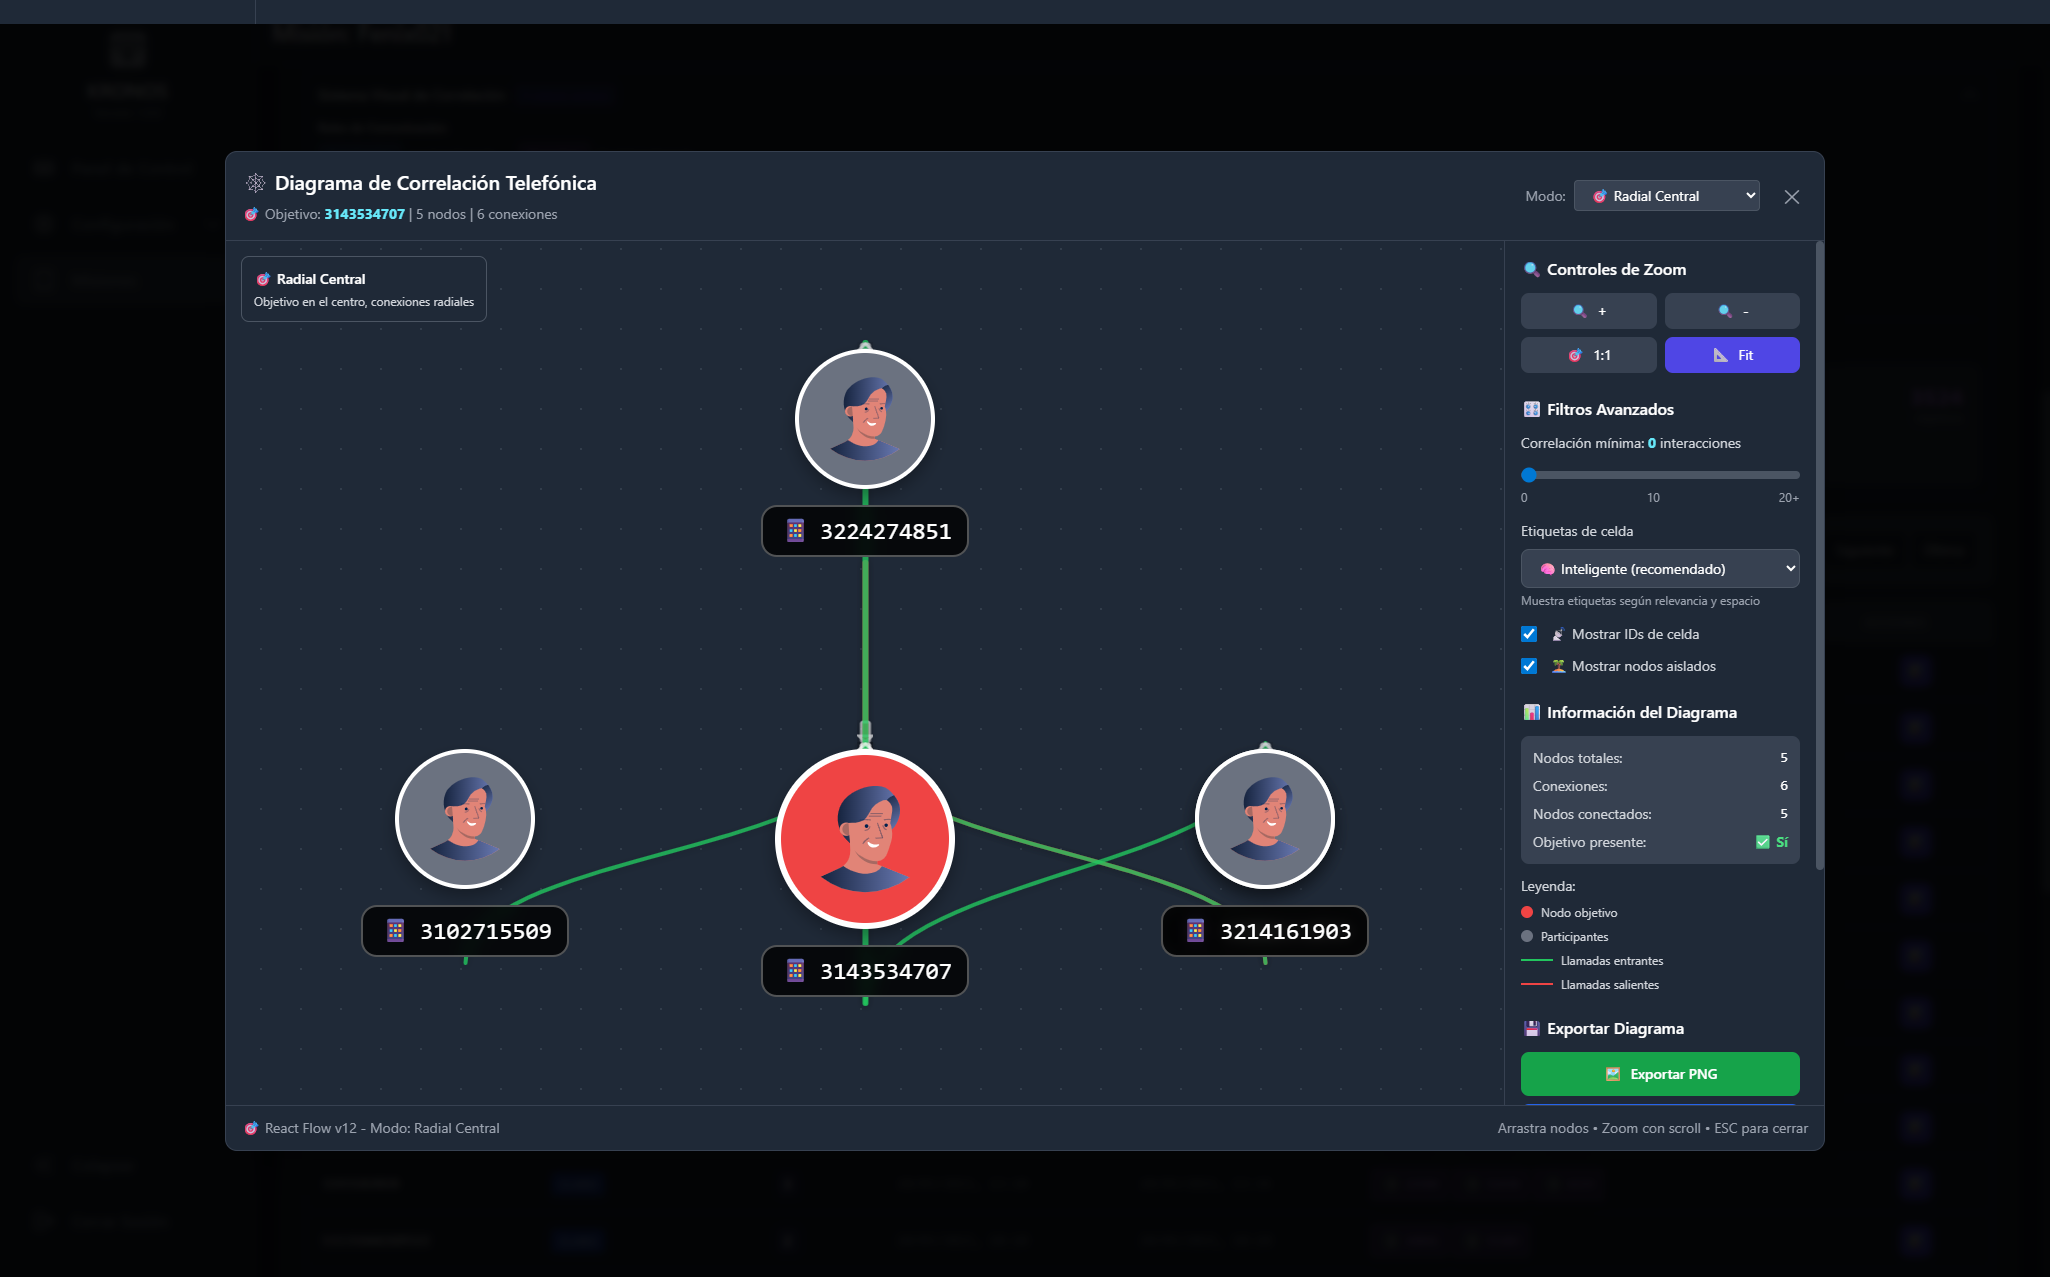 Diagrama de Correlación Telefónica
Objetivo: 3143534707 | 5 nodos | 6 conexiones
Modo: Radial Central
Radial Central
Objetivo en el centro, conexiones radiales
3224274851
3102715509
3143534707
3214161903
Controles de Zoom
+
-
1:1
Fit
Filtros Avanzados
Correlación mínima: 0 interacciones
0 10 20+
Etiquetas de celda
Inteligente (recomendado)
Muestra etiquetas según relevancia y espacio
Mostrar IDs de celda
Mostrar nodos aislados
Información del Diagrama
Nodos totales: 5
Conexiones: 6
Nodos conectados: 5
Objetivo presente: Sí
Leyenda:
Nodo objetivo
Participantes
Llamadas entrantes
Llamadas salientes
Exportar Diagrama
Exportar PNG
React Flow v12 - Modo: Radial Central
Arrastra nodos • Zoom con scroll • ESC para cerrar